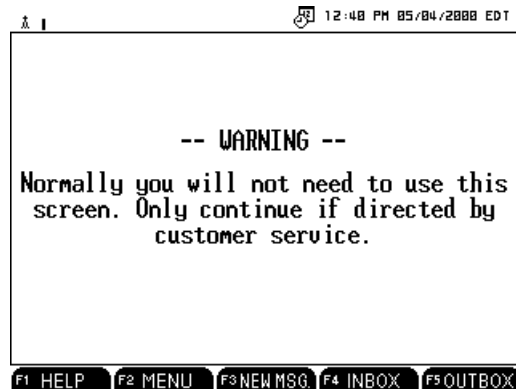 12:40 PM 05/04/2000 EDT
-- WARNING --
Normally you will not need to use this
screen. Only continue if directed by
customer service.
F1 HELP F2 MENU F3 NEW MSG. F4 INBOX F5 OUTBOX